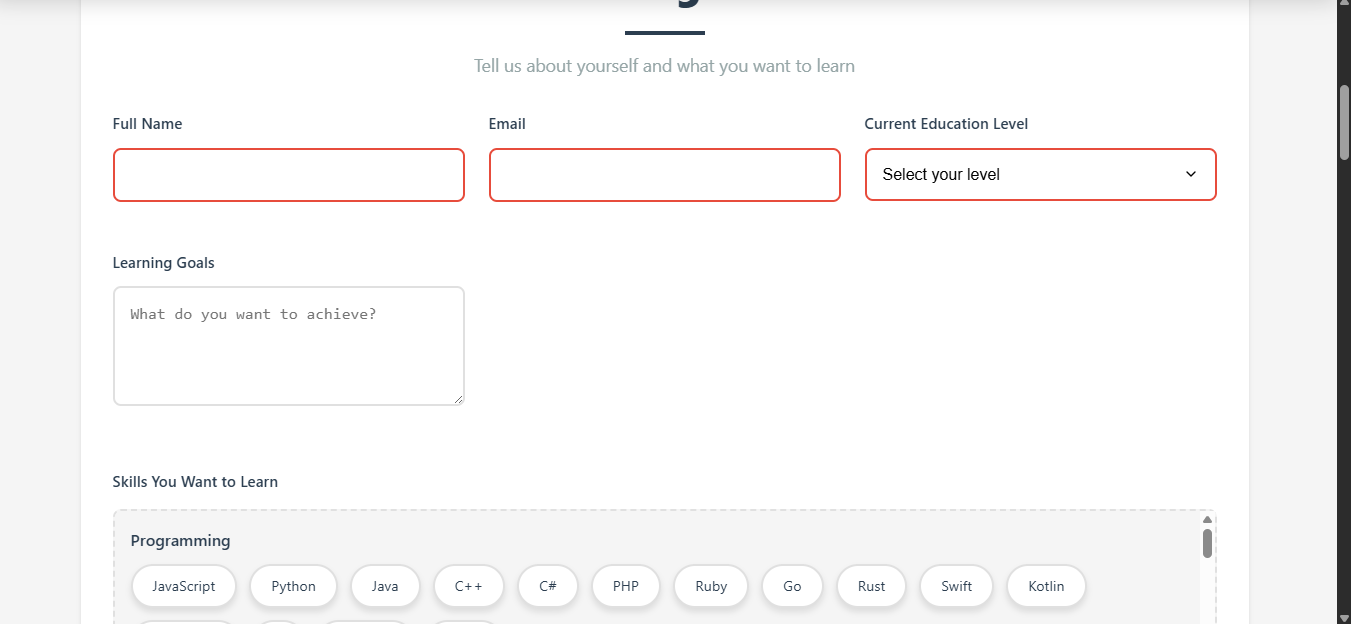 Tell us about yourself and what you want to learn
Full Name
Email
Current Education Level
Select your level
Learning Goals
What do you want to achieve?
Skills You Want to Learn
Programming
JavaScript
Python
Java
C++
C#
PHP
Ruby
Go
Rust
Swift
Kotlin